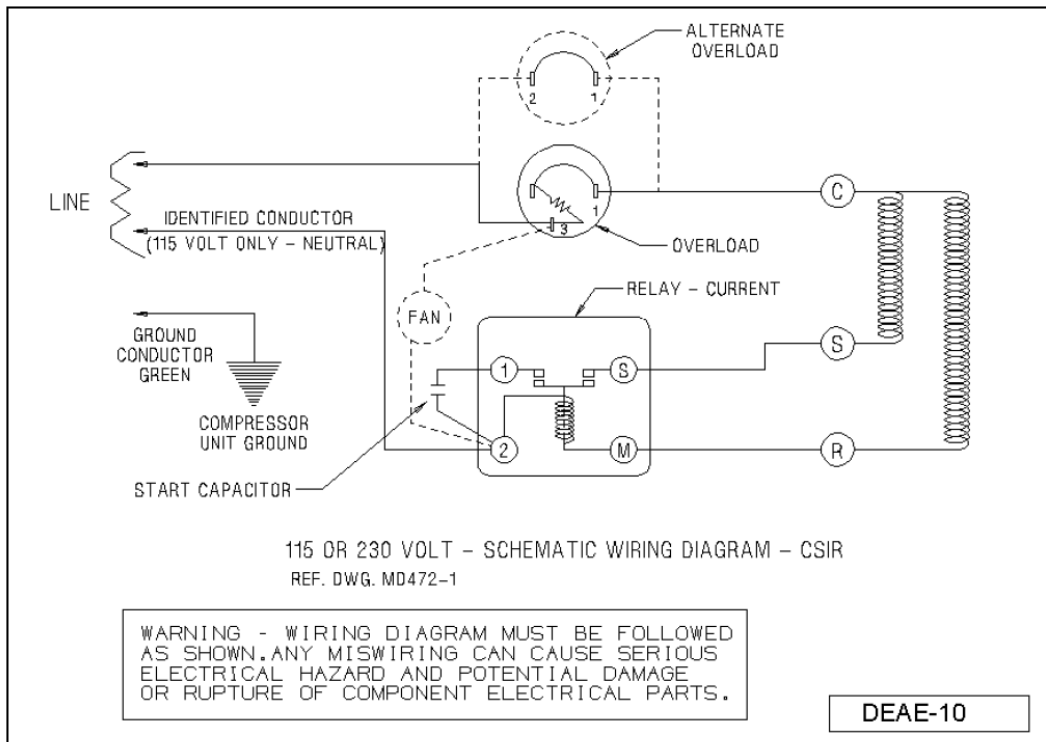 ALTERNATE
OVERLOAD
2
1
LINE
IDENTIFIED CONDUCTOR
(115 VOLT ONLY - NEUTRAL)
1
3
C
OVERLOAD
RELAY - CURRENT
FAN
GROUND
CONDUCTOR
GREEN
S
1
S
COMPRESSOR
UNIT GROUND
2
M
R
START CAPACITOR
115 OR 230 VOLT - SCHEMATIC WIRING DIAGRAM - CSIR
REF. DWG. MD472-1
WARNING - WIRING DIAGRAM MUST BE FOLLOWED
AS SHOWN.ANY MISWIRING CAN CAUSE SERIOUS
ELECTRICAL HAZARD AND POTENTIAL DAMAGE
OR RUPTURE OF COMPONENT ELECTRICAL PARTS.
DEAE-10